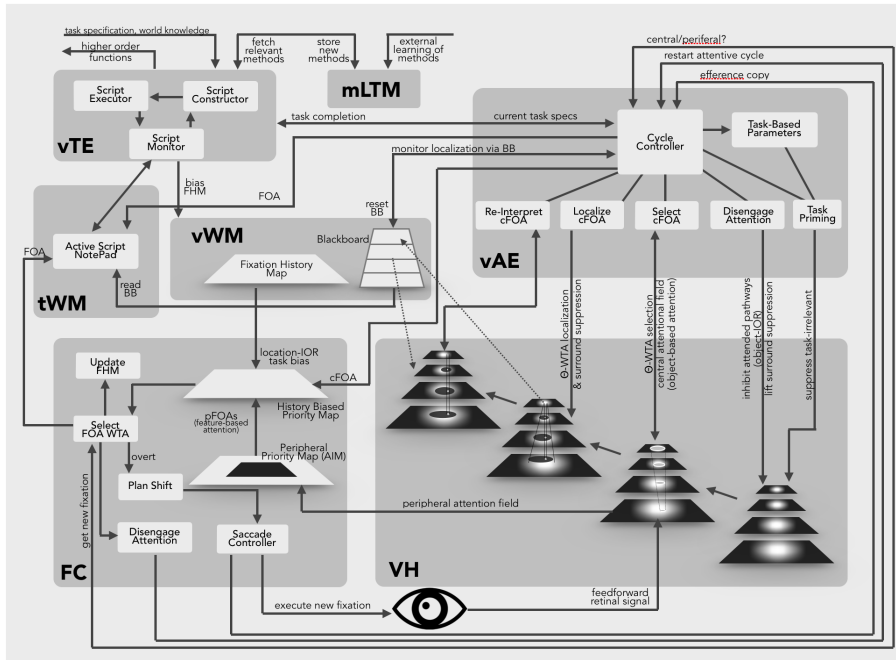 task specification, world knowledge
higher order
functions
fetch
relevant
methods
store
new
methods
external
learning of
methods
central/periferal?
restart attentive cycle
efference copy
Script
Executor
Script
Constructor
mLTM
Script
Monitor
vTE
task completion
current task specs
Cycle
Controller
Task-Based
Parameters
monitor localization via BB
bias
FHM
FOA
reset
BB
Re-Interpret
cFOA
Localize
cFOA
Select
cFOA
Disengage
Attention
Task
Priming
vAE
FOA
Active Script
NotePad
read
BB
tWM
vWM
Blackboard
Fixation History
Map
Θ-WTA localization
& surround suppression
Θ-WTA selection
central attentional field
(object-based attention)
inhibit attended pathways
(object-IOR)
lift surround suppression
suppress task-irrelevant
location-IOR
task bias
Update
FHM
cFOA
History Biased
Priority Map
pFOAs
(feature-based
attention)
Select
FOA WTA
Peripheral
Priority Map (AIM)
overt
Plan Shift
get new fixation
peripheral attention field
Disengage
Attention
Saccade
Controller
FC
VH
execute new fixation
feedforward
retinal signal